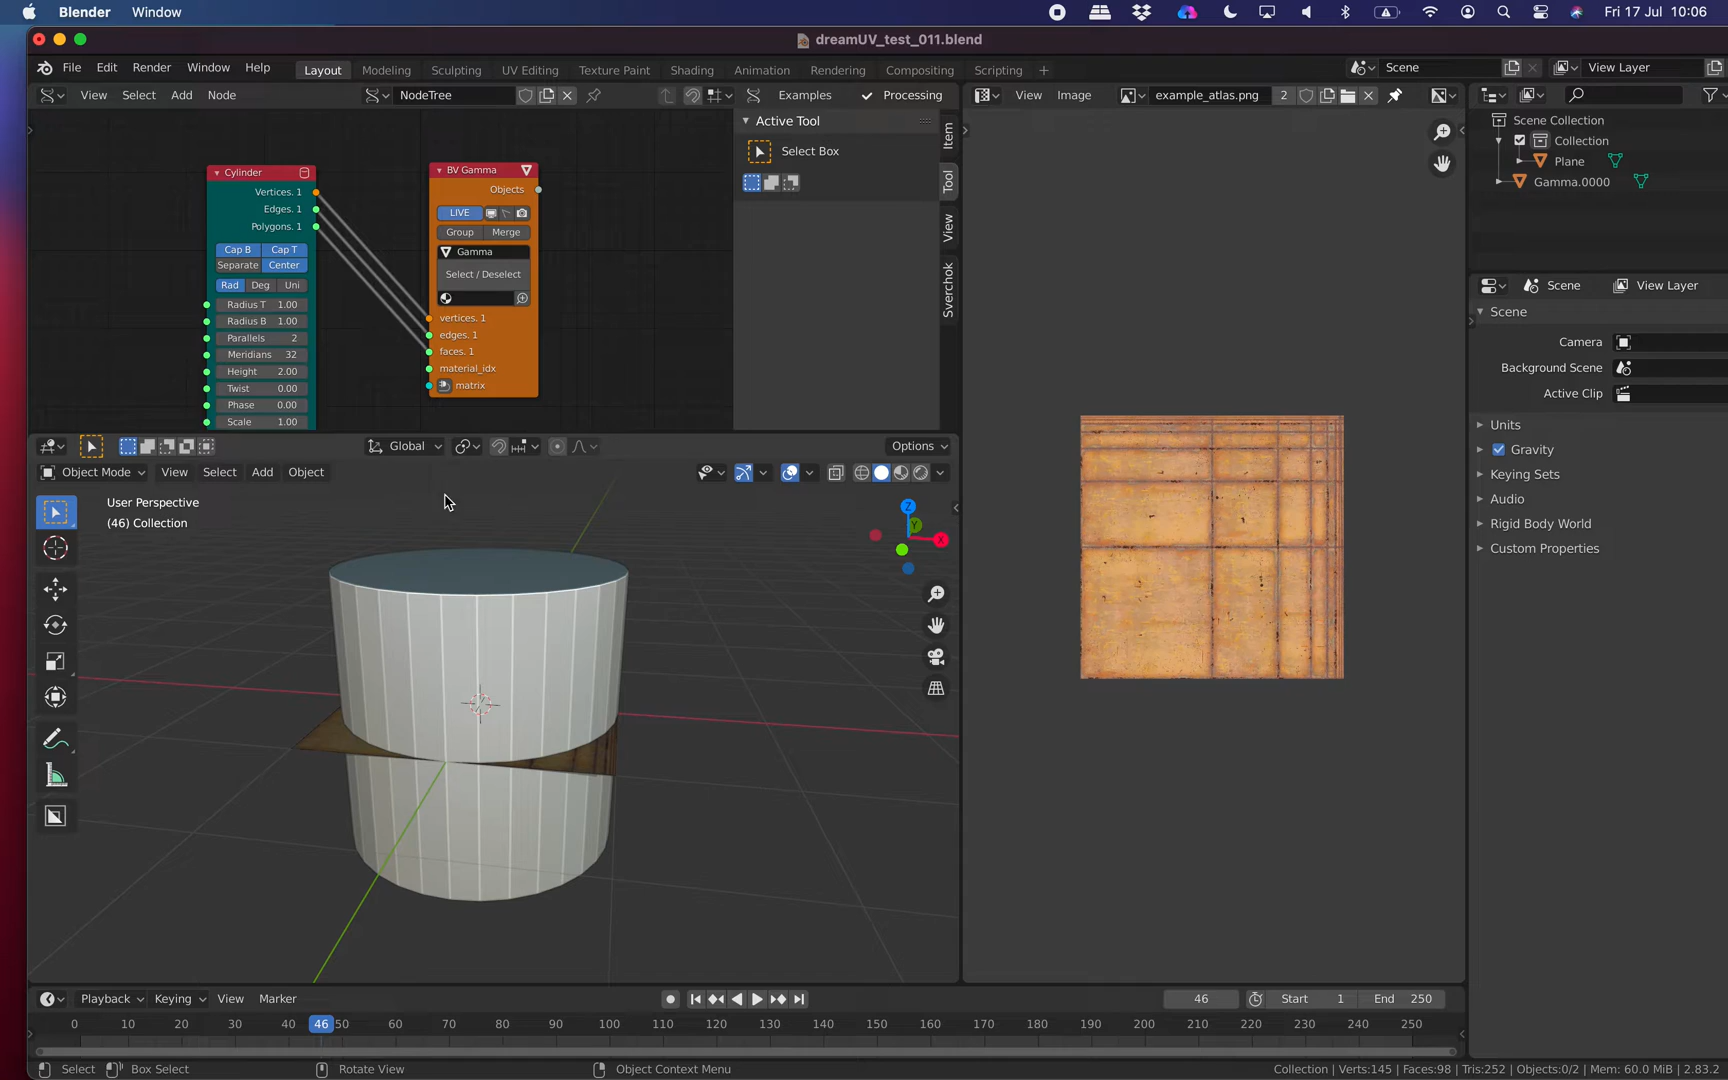 Blender Window Fri 17 Jul 10:06
dreamUV_test_011.blend
File Edit Render Window Help Layout Modeling Sculpting UV Editing Texture Paint Shading Animation Rendering Compositing Scripting + Scene View Layer
View Select Add Node NodeTree Examples Processing
View Image example_atlas.png 2
Active Tool
Select Box
Item
Tool
View
Sverchok
Cylinder
Vertices. 1
Edges. 1
Polygons. 1
Cap B Cap T
Separate Center
Rad Deg Uni
Radius T 1.00
Radius B 1.00
Parallels 2
Meridians 32
Height 2.00
Twist 0.00
Phase 0.00
Scale 1.00
BV Gamma
Objects
LIVE
Group Merge
Gamma
Select / Deselect
vertices. 1
edges. 1
faces. 1
material_idx
matrix
Scene Collection
Collection
Plane
Gamma.0000
Scene View Layer
Scene
Camera
Background Scene
Active Clip
Units
Gravity
Keying Sets
Audio
Rigid Body World
Custom Properties
Global Options
Object Mode View Select Add Object
User Perspective
(46) Collection
Z
Y
X
Playback Keying View Marker 46 Start 1 End 250
0 10 20 30 40 46 50 60 70 80 90 100 110 120 130 140 150 160 170 180 190 200 210 220 230 240 250
Select Box Select Rotate View Object Context Menu Collection | Verts:145 | Faces:98 | Tris:252 | Objects:0/2 | Mem: 60.0 MiB | 2.83.2